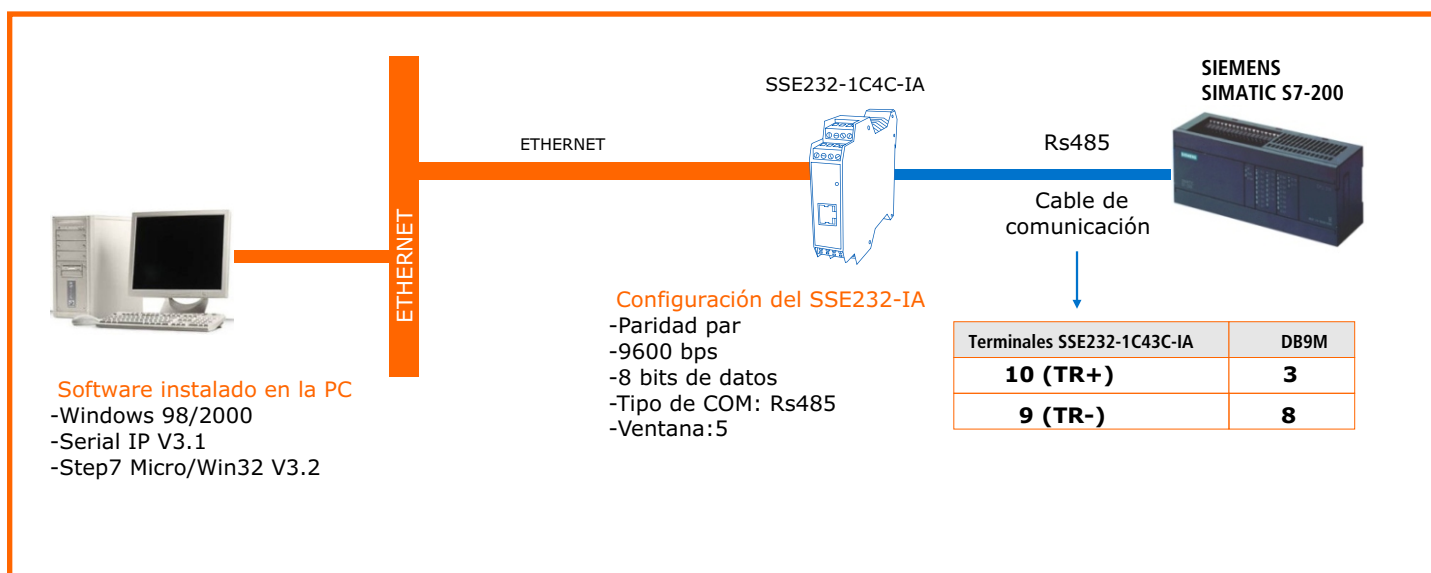 SIEMENS
SIMATIC S7-200
SSE232-1C4C-IA
ETHERNET
Rs485
Cable de
comunicación
ETHERNET
Configuración del SSE232-IA
-Paridad par
-9600 bps
-8 bits de datos
-Tipo de COM: Rs485
-Ventana:5
Terminales SSE232-1C43C-IA DB9M
10 (TR+) 3
9 (TR-) 8
Software instalado en la PC
-Windows 98/2000
-Serial IP V3.1
-Step7 Micro/Win32 V3.2